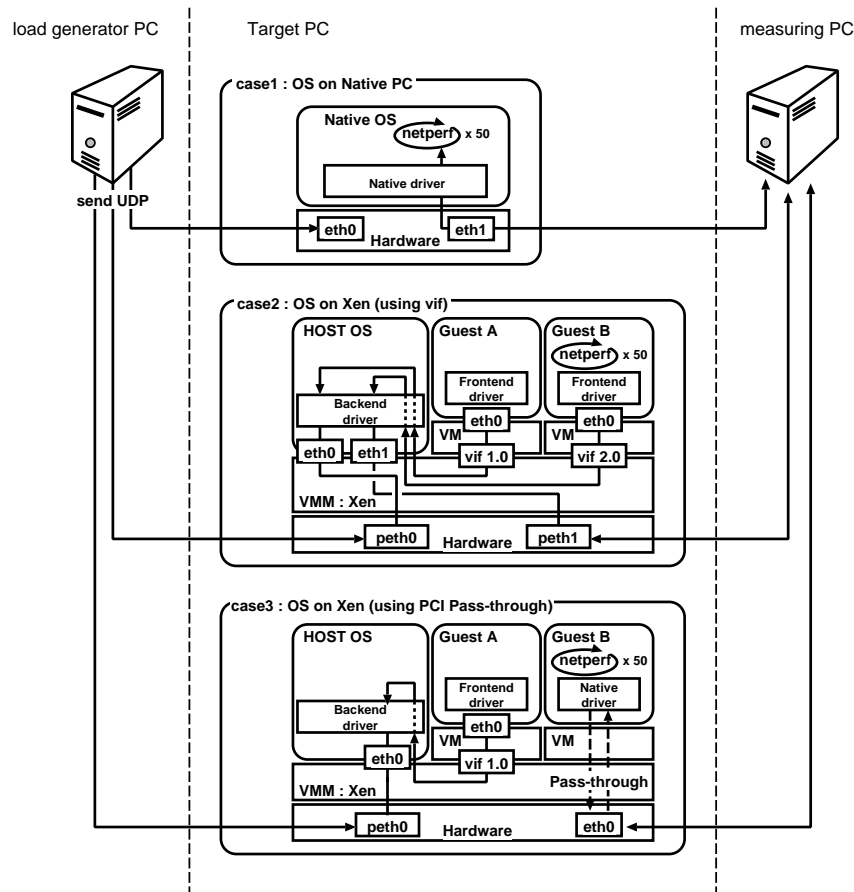 load generator PC
Target PC
measuring PC
send UDP
case1 : OS on Native PC
Native OS
netperf x 50
Native driver
eth0
eth1
Hardware
case2 : OS on Xen (using vif)
HOST OS
Guest A
Guest B
netperf x 50
Frontend
driver
Frontend
driver
Backend
driver
eth0
eth0
VM
VM
eth0
eth1
vif 1.0
vif 2.0
VMM : Xen
peth0
Hardware
peth1
case3 : OS on Xen (using PCI Pass-through)
HOST OS
Guest A
Guest B
netperf x 50
Frontend
driver
Native
driver
Backend
driver
eth0
VM
VM
eth0
vif 1.0
Pass-through
VMM : Xen
peth0
Hardware
eth0